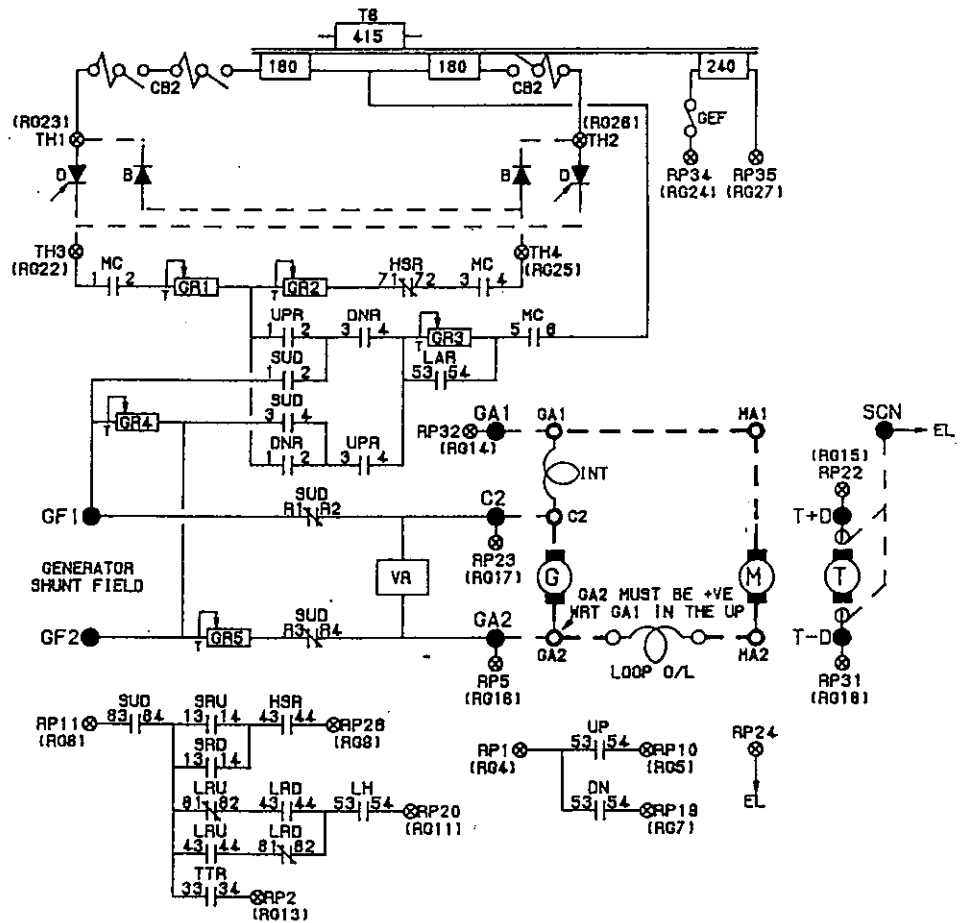 T8
415
180 180 240
CB2 CB2
GEF
(RG23) (RG26)
TH1 TH2
D B B D
RP34 RP35
(RG24) (RG27)
TH3 TH4
(RG22) (RG25)
MC HSR MC
1 2 T GR1 T GR2 71 72 3 4
UPR DNR MC
1 2 3 4 T GR3 5 6
SUD LAR
1 2 53 54
SUD
T GR4 3 4
DNR UPR
1 2 3 4
GA1 GA1 MA1 SCN
RP32 EL
(RG14)
INT
(RG15)
RP22
SUD
GF1 R1 R2 C2 C2 T+D
RP23
(RG17)
GENERATOR
SHUNT FIELD
VR G M T
GA2 MUST BE +VE
WRT GA1 IN THE UP
SUD
GF2 T GR5 R3 R4 GA2 GA2 MA2 T-D
LOOP O/L
RP5 RP31
(RG16) (RG18)
SUD SRU HSR
RP11 83 84 13 14 43 44 RP26
(RG8) (RG9)
SRD
13 14
LRU LRD LH
81 82 43 44 53 54 RP20
(RG11)
LRU LRD
43 44 81 82
TTR
33 34 RP2
(RG13)
UP
RP1 53 54 RP10 RP24
(RG4) (RG5)
DN
53 54 RP19 EL
(RG7)